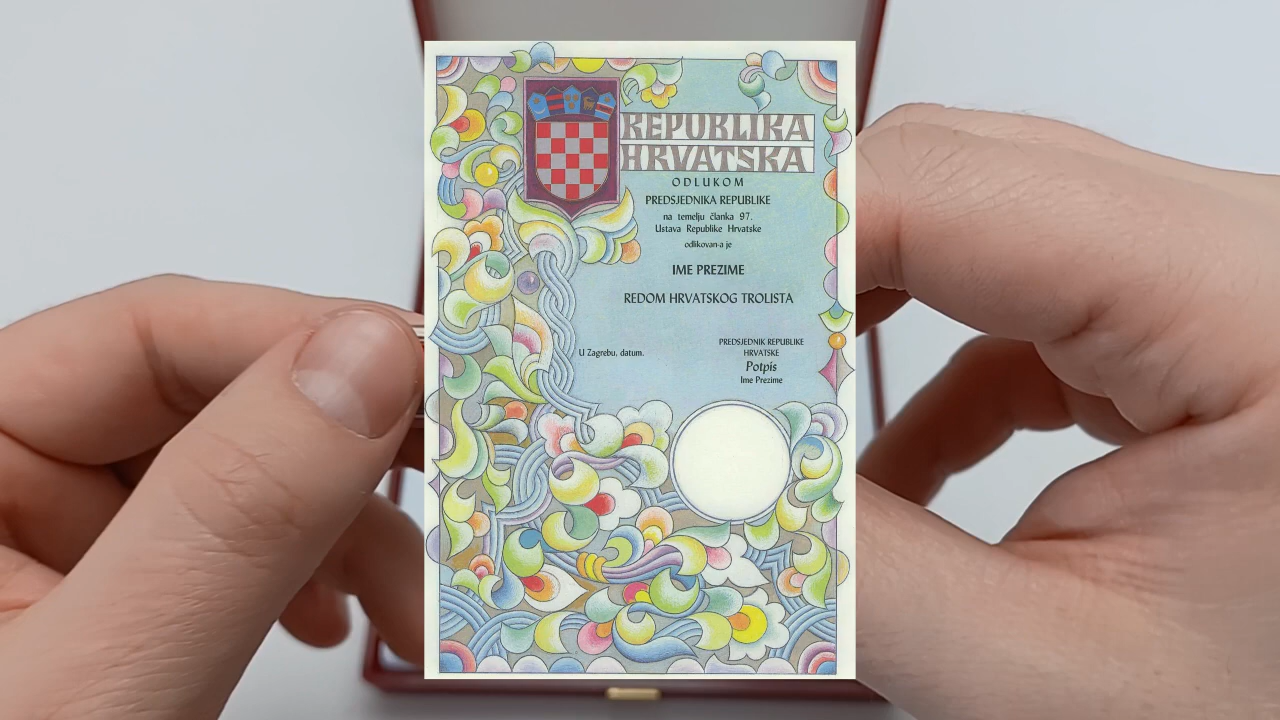 REPUBLIKA
HRVATSKA
ODLUKOM
PREDSJEDNIKA REPUBLIKE
na temelju članka 97.
Ustava Republike Hrvatske
odlikovan-a je
IME PREZIME
REDOM HRVATSKOG TROLISTA
U Zagrebu, datum.
PREDSJEDNIK REPUBLIKE
HRVATSKE
Potpis
Ime Prezime